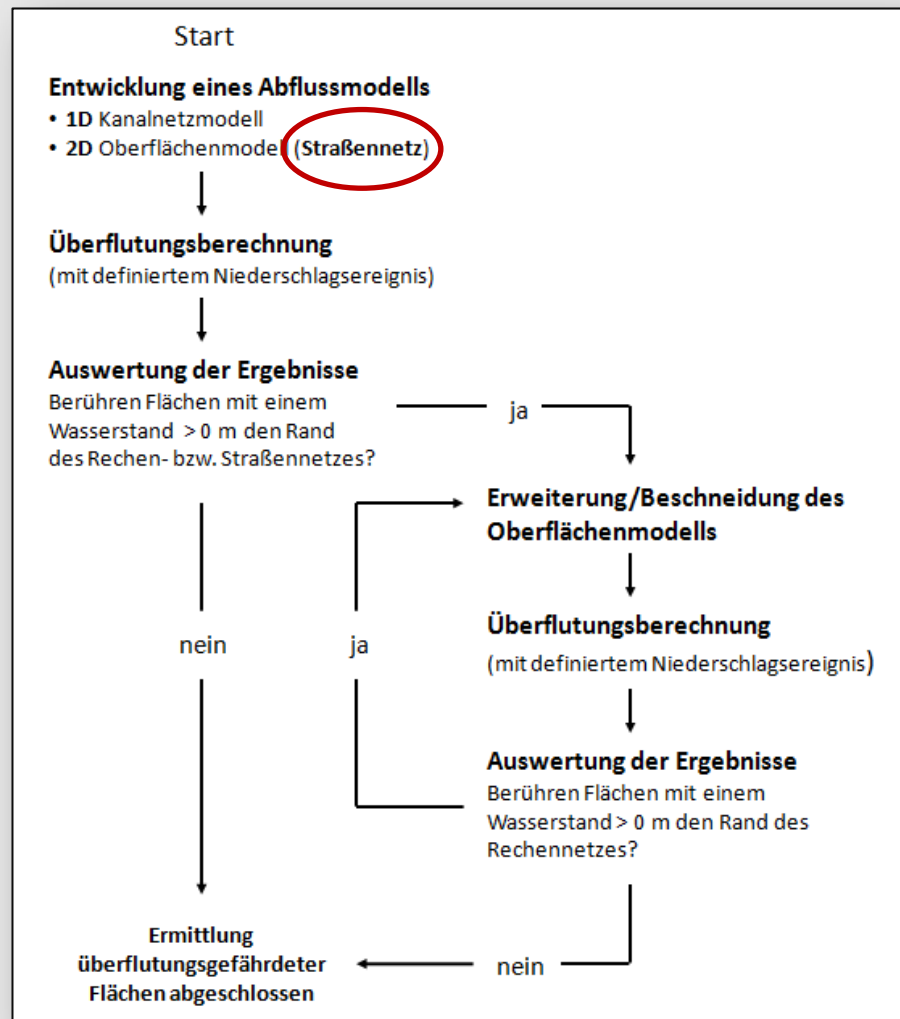 Start
Entwicklung eines Abflussmodells
• 1D Kanalnetzmodell
• 2D Oberflächenmodell (Straßennetz)
Überflutungsberechnung
(mit definiertem Niederschlagsereignis)
Auswertung der Ergebnisse
Berühren Flächen mit einem
Wasserstand > 0 m den Rand
des Rechen- bzw. Straßennetzes?
ja
Erweiterung/Beschneidung des
Oberflächenmodells
Überflutungsberechnung
(mit definiertem Niederschlagsereignis)
Auswertung der Ergebnisse
Berühren Flächen mit einem
Wasserstand > 0 m den Rand des
Rechennetzes?
ja
nein
nein
Ermittlung
überflutungsgefährdeter
Flächen abgeschlossen